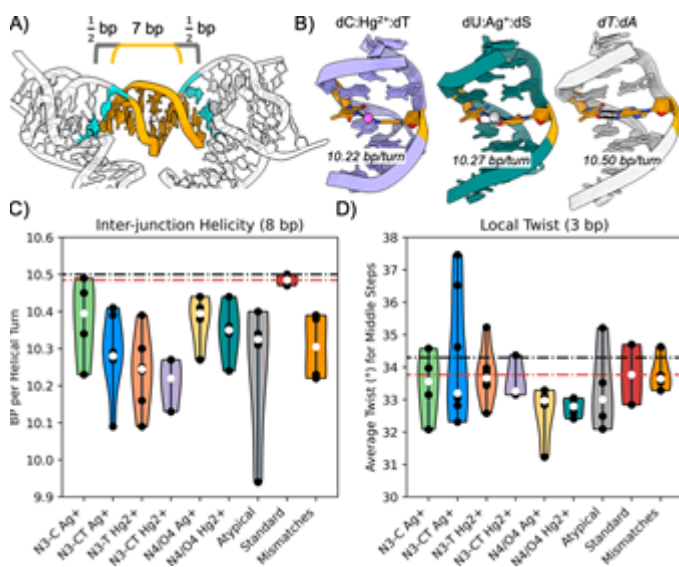 A)
½ bp 7 bp ½ bp
B)
dC:Hg²⁺:dT
dU:Ag⁺:dS
dT:dA
10.22 bp/turn
10.27 bp/turn
10.50 bp/turn
C)
Inter-junction Helicity (8 bp)
BP per Helical Turn
10.6
10.5
10.4
10.3
10.2
10.1
10.0
9.9
N3-C Ag+
N3-CT Ag+
N3-T Hg2+
N3-CT Hg2+
N4/O4 Ag+
N4/O4 Hg2+
Atypical
Standard
Mismatches
D)
Local Twist (3 bp)
Average Twist (°) for Middle Steps
38
37
36
35
34
33
32
31
30
N3-C Ag+
N3-CT Ag+
N3-T Hg2+
N3-CT Hg2+
N4/O4 Ag+
N4/O4 Hg2+
Atypical
Standard
Mismatches